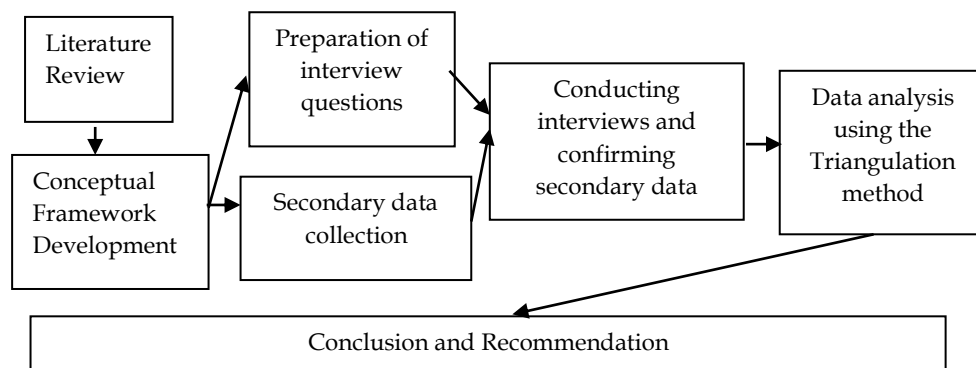 Literature
Review
Conceptual
Framework
Development
Preparation of
interview
questions
Secondary data
collection
Conducting
interviews and
confirming
secondary data
Data analysis
using the
Triangulation
method
Conclusion and Recommendation